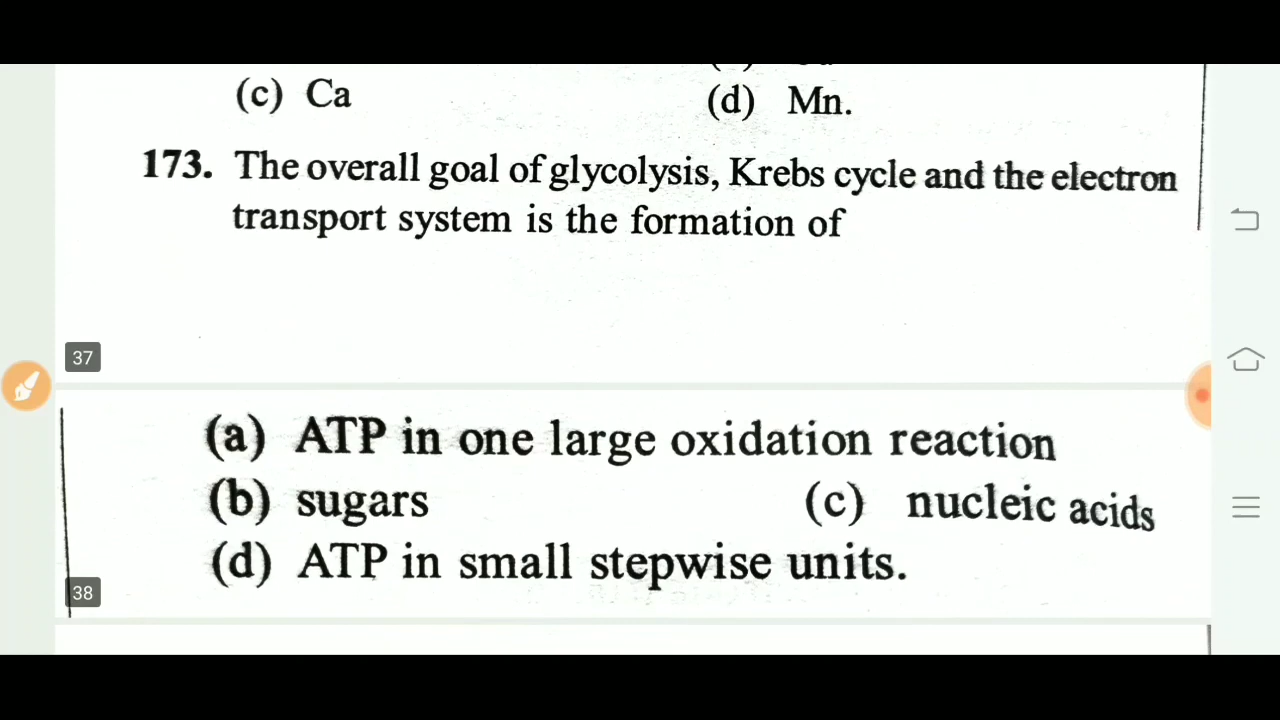 (c) Ca (d) Mn.
173. The overall goal of glycolysis, Krebs cycle and the electron
transport system is the formation of
37
(a) ATP in one large oxidation reaction
(b) sugars (c) nucleic acids
(d) ATP in small stepwise units.
38